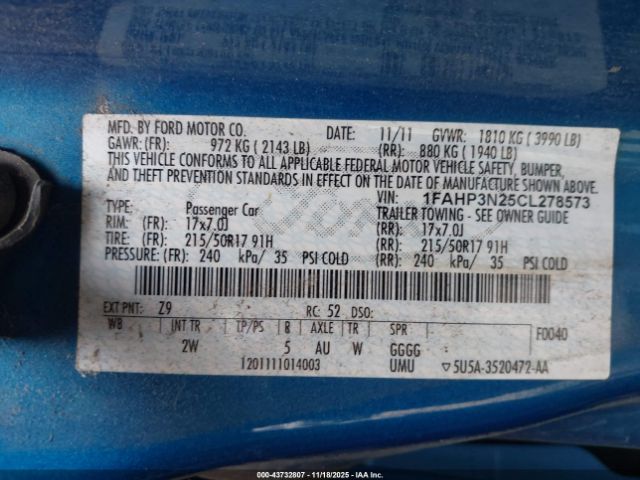 MFD. BY FORD MOTOR CO. DATE: 11/11 GVWR: 1810 KG ( 3990 LB)
GAWR: (FR): 972 KG ( 2143 LB) (RR): 880 KG ( 1940 LB)
THIS VEHICLE CONFORMS TO ALL APPLICABLE FEDERAL MOTOR VEHICLE SAFETY, BUMPER,
AND THEFT PREVENTION STANDARDS IN EFFECT ON THE DATE OF MANUFACTURE SHOWN ABOVE.
VIN: 1FAHP3N25CL278573
TYPE: Passenger Car TRAILER TOWING - SEE OWNER GUIDE
RIM: (FR): 17x7.0J (RR): 17x7.0J
TIRE: (FR): 215/50R17 91H (RR): 215/50R17 91H
PRESSURE: (FR): 240 kPa/ 35 PSI COLD (RR): 240 kPa/ 35 PSI COLD
EXT PNT: Z9 RC: 52 DSO:
WB INT TR TP/PS R AXLE TR SPR F0040
2W 5 AU W GGGG
1201111014003 UMU 5U5A-3520472-AA
000-43732807 — 11/18/2025 - IAAI.COM